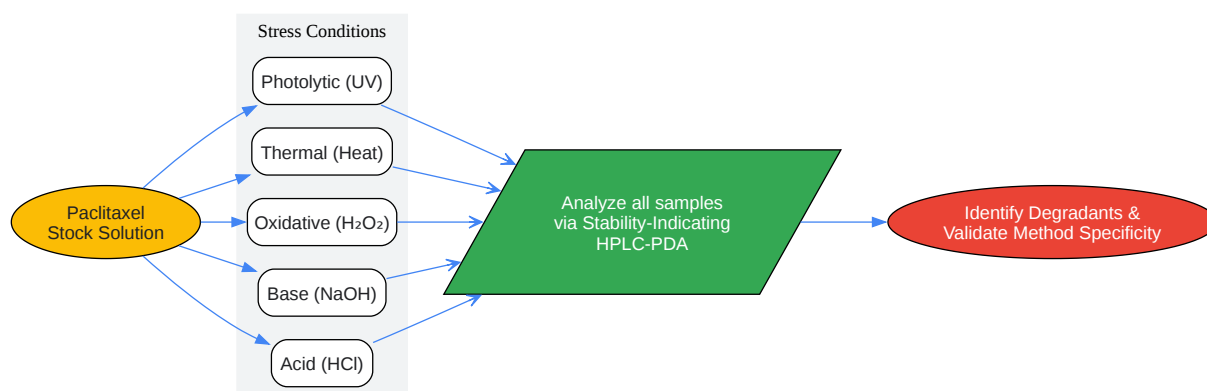 Stress Conditions
Photolytic (UV)
Thermal (Heat)
Oxidative (H₂O₂)
Base (NaOH)
Acid (HCl)
Paclitaxel
Stock Solution
Analyze all samples
via Stability-Indicating
HPLC-PDA
Identify Degradants &
Validate Method Specificity